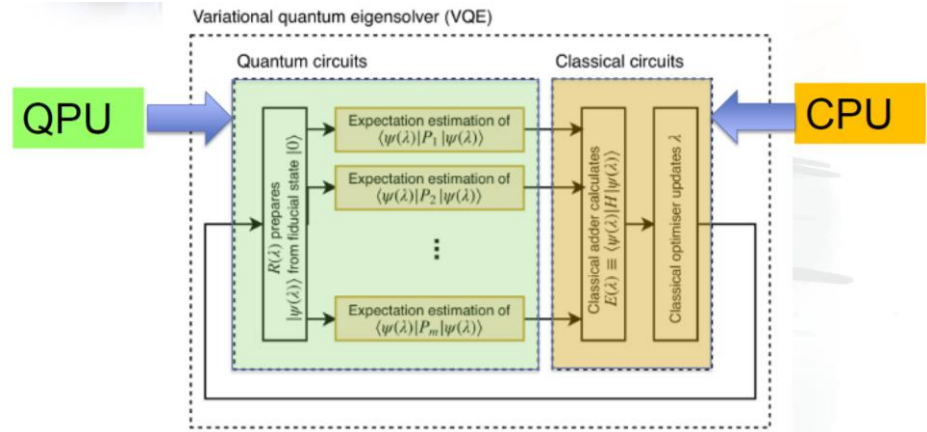 Variational quantum eigensolver (VQE)
Quantum circuits
Classical circuits
QPU
CPU
R(λ) prepares
|ψ(λ)⟩ from fiducial state |0⟩
Expectation estimation of
⟨ψ(λ)|P₁|ψ(λ)⟩
Expectation estimation of
⟨ψ(λ)|P₂|ψ(λ)⟩
⋮
Expectation estimation of
⟨ψ(λ)|Pₘ|ψ(λ)⟩
Classical adder calculates
E(λ) ≡ ⟨ψ(λ)|H|ψ(λ)⟩
Classical optimiser updates λ